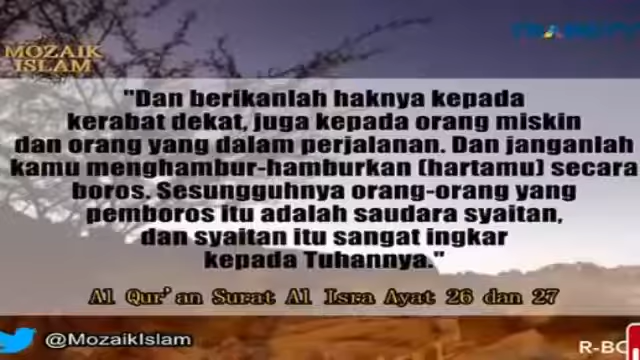 MOZAIK
ISLAM
"Dan berikanlah haknya kepada
kerabat dekat, juga kepada orang miskin
dan orang yang dalam perjalanan. Dan janganlah
kamu menghambur-hamburkan (hartamu) secara
boros. Sesungguhnya orang-orang yang
pemboros itu adalah saudara syaitan,
dan syaitan itu sangat ingkar
kepada Tuhannya."
Al Qur'an Surat Al Isra Ayat 26 dan 27
@MozaikIslam
R-BO